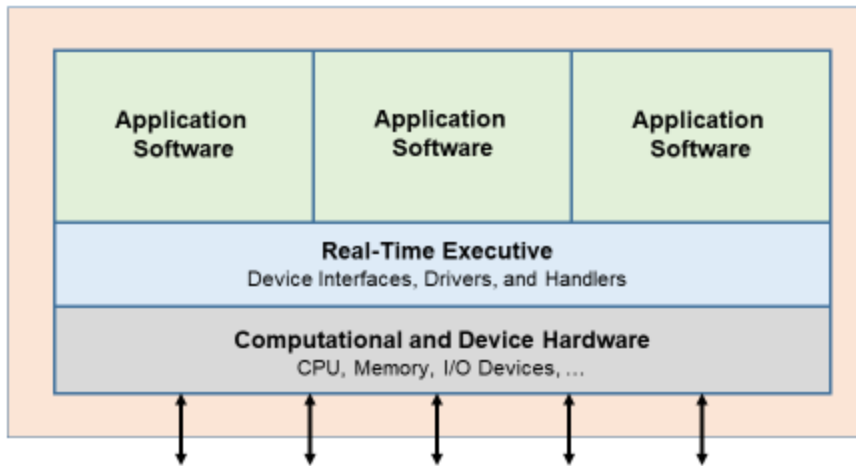 Application
Software
Application
Software
Application
Software
Real-Time Executive
Device Interfaces, Drivers, and Handlers
Computational and Device Hardware
CPU, Memory, I/O Devices, ...